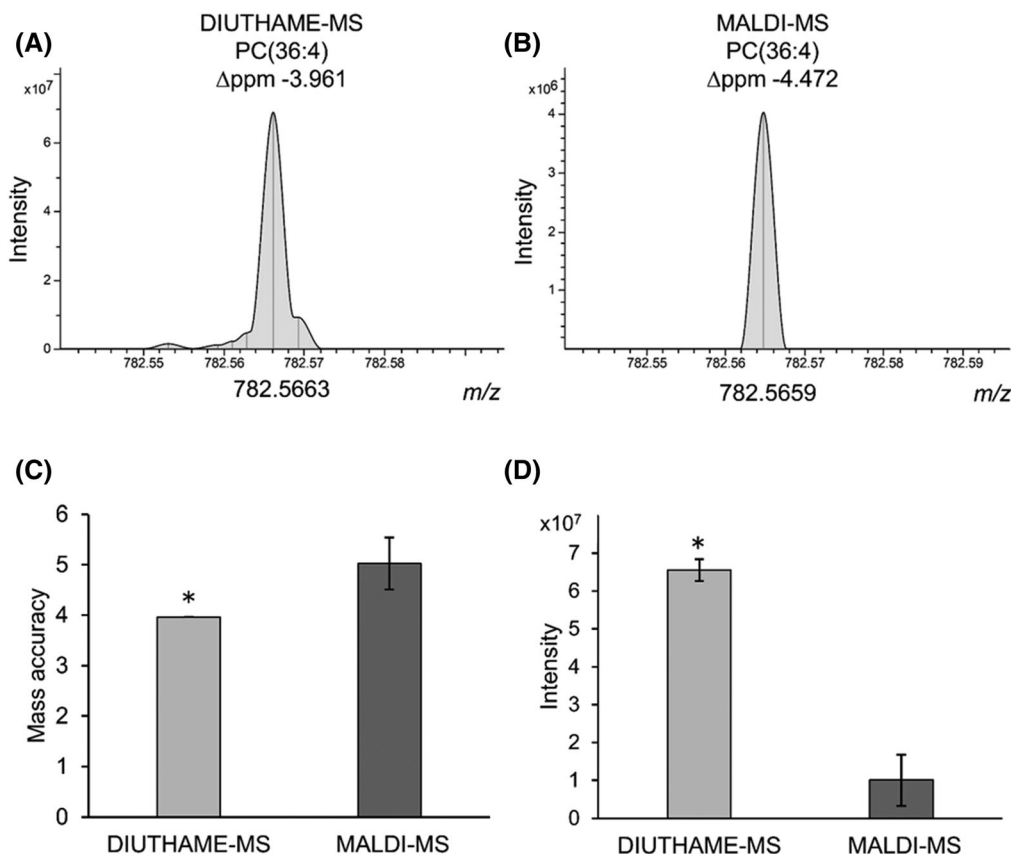 (A)
DIUTHAME-MS
PC(36:4)
Δppm -3.961
x10⁷
6
4
2
0
Intensity
782.55 782.56 782.57 782.58
782.5663
m/z
(B)
MALDI-MS
PC(36:4)
Δppm -4.472
x10⁶
4
3
2
1
Intensity
782.55 782.56 782.57 782.58 782.59
782.5659
m/z
(C)
6
5
4
3
2
1
0
Mass accuracy
*
DIUTHAME-MS MALDI-MS
(D)
x10⁷
7
6
5
4
3
2
1
0
Intensity
*
DIUTHAME-MS MALDI-MS